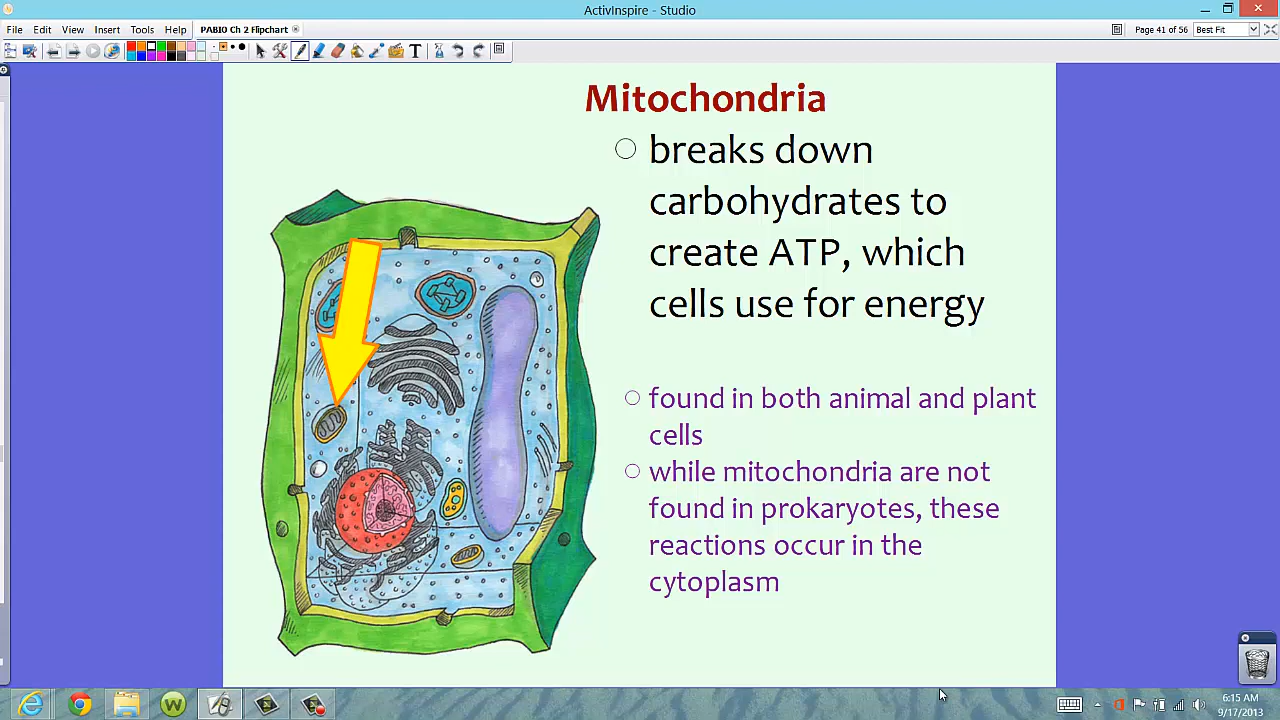 ActivInspire - Studio
File Edit View Insert Tools Help PABIO Ch 2 Flipchart Page 41 of 56 Best Fit
Mitochondria
breaks down
carbohydrates to
create ATP, which
cells use for energy
found in both animal and plant
cells
while mitochondria are not
found in prokaryotes, these
reactions occur in the
cytoplasm
6:15 AM
9/17/2013